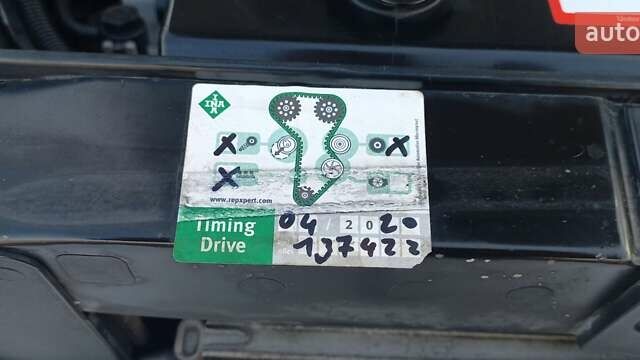 auto
INA
X
X
X
www.repxpert.com
Timing Drive
04 / 2020
137422